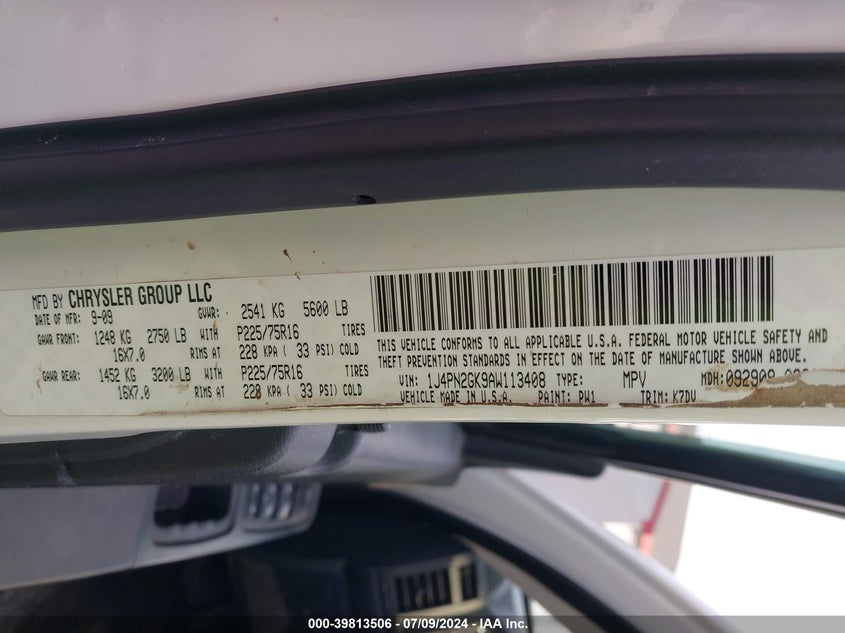 MFD BY CHRYSLER GROUP LLC
DATE OF MFR: 9-09 GVWR: 2541 KG 5600 LB
GAWR FRONT: 1248 KG 2750 LB WITH P225/75R16 TIRES
16X7.0 RIMS AT 228 KPA ( 33 PSI) COLD
GAWR REAR: 1452 KG 3200 LB WITH P225/75R16 TIRES
16X7.0 RIMS AT 228 KPA ( 33 PSI) COLD
THIS VEHICLE CONFORMS TO ALL APPLICABLE U.S.A. FEDERAL MOTOR VEHICLE SAFETY AND
THEFT PREVENTION STANDARDS IN EFFECT ON THE DATE OF MANUFACTURE SHOWN ABOVE.
VIN: 1J4PN2GK9AW113408 TYPE: MPV MDH:
VEHICLE MADE IN U.S.A. PAINT: PW1 TRIM: K7DV
000-39813506 / 07/09/2024 - IAA Inc.